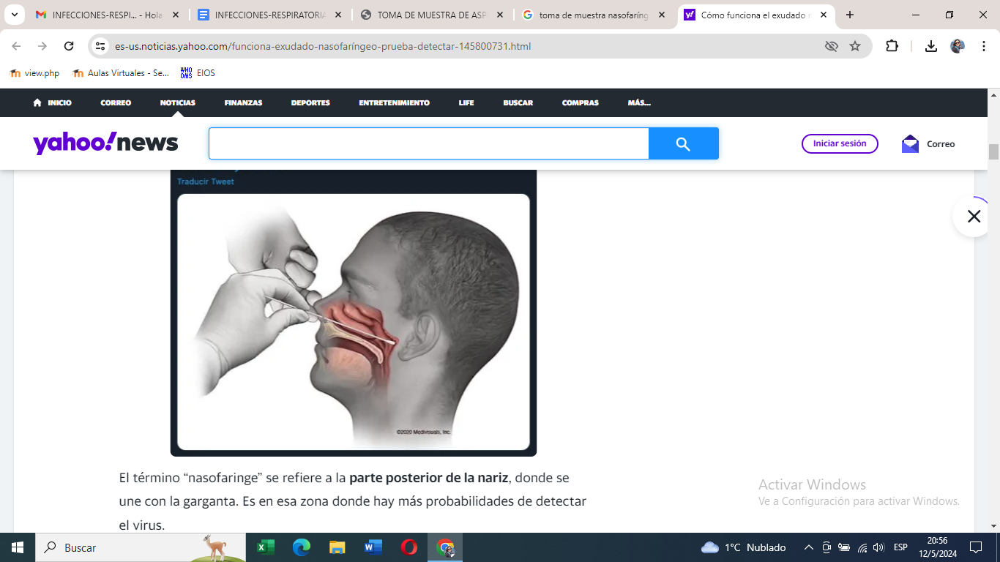 INFECCIONES-RESPI... - Hola
INFECCIONES-RESPIRATORIA
TOMA DE MUESTRA DE ASP
toma de muestra nasofaríng
Cómo funciona el exudado n
es-us.noticias.yahoo.com/funciona-exudado-nasofaríngeo-prueba-detectar-145800731.html
view.php
Aulas Virtuales - Se...
WHO OMS EIOS
INICIO CORREO NOTICIAS FINANZAS DEPORTES ENTRETENIMIENTO LIFE BUSCAR COMPRAS MÁS...
yahoo!news
Iniciar sesión
Correo
Traducir Tweet
©2020 Medivisuals, Inc.
El término “nasofaringe” se refiere a la parte posterior de la nariz, donde se
une con la garganta. Es en esa zona donde hay más probabilidades de detectar
el virus.
Activar Windows
Ve a Configuración para activar Windows.
Buscar
1°C Nublado
ESP
20:56
12/5/2024